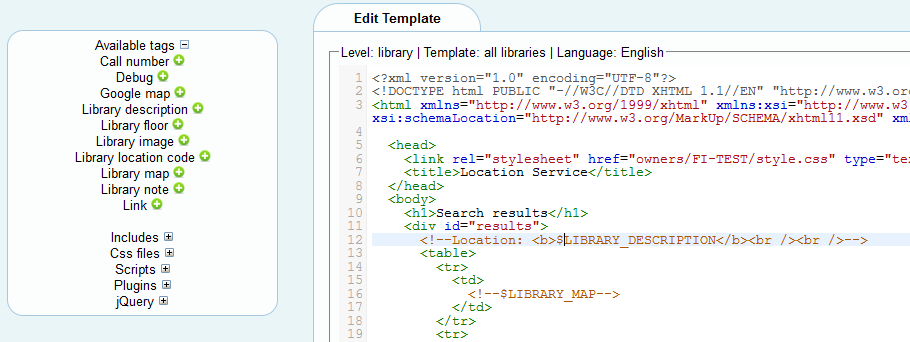 Available tags
Call number
Debug
Google map
Library description
Library floor
Library image
Library location code
Library map
Library note
Link
Includes
Css files
Scripts
Plugins
jQuery
Edit Template
Level: library | Template: all libraries | Language: English
1 <?xml version="1.0" encoding="UTF-8"?>
2 <!DOCTYPE html PUBLIC "-//W3C//DTD XHTML 1.1//EN" "http://www.w3.or
3 <html xmlns="http://www.w3.org/1999/xhtml" xmlns:xsi="http://www.w3
xsi:schemaLocation="http://www.w3.org/MarkUp/SCHEMA/xhtml11.xsd" xm
4
5 <head>
6 <link rel="stylesheet" href="owners/FI-TEST/style.css" type="te
7 <title>Location Service</title>
8 </head>
9 <body>
10 <h1>Search results</h1>
11 <div id="results">
12 <!--Location: <b>$LIBRARY_DESCRIPTION</b><br /><br />-->
13 <table>
14 <tr>
15 <td>
16 <!--$LIBRARY_MAP-->
17 </td>
18 </tr>
19 <tr>